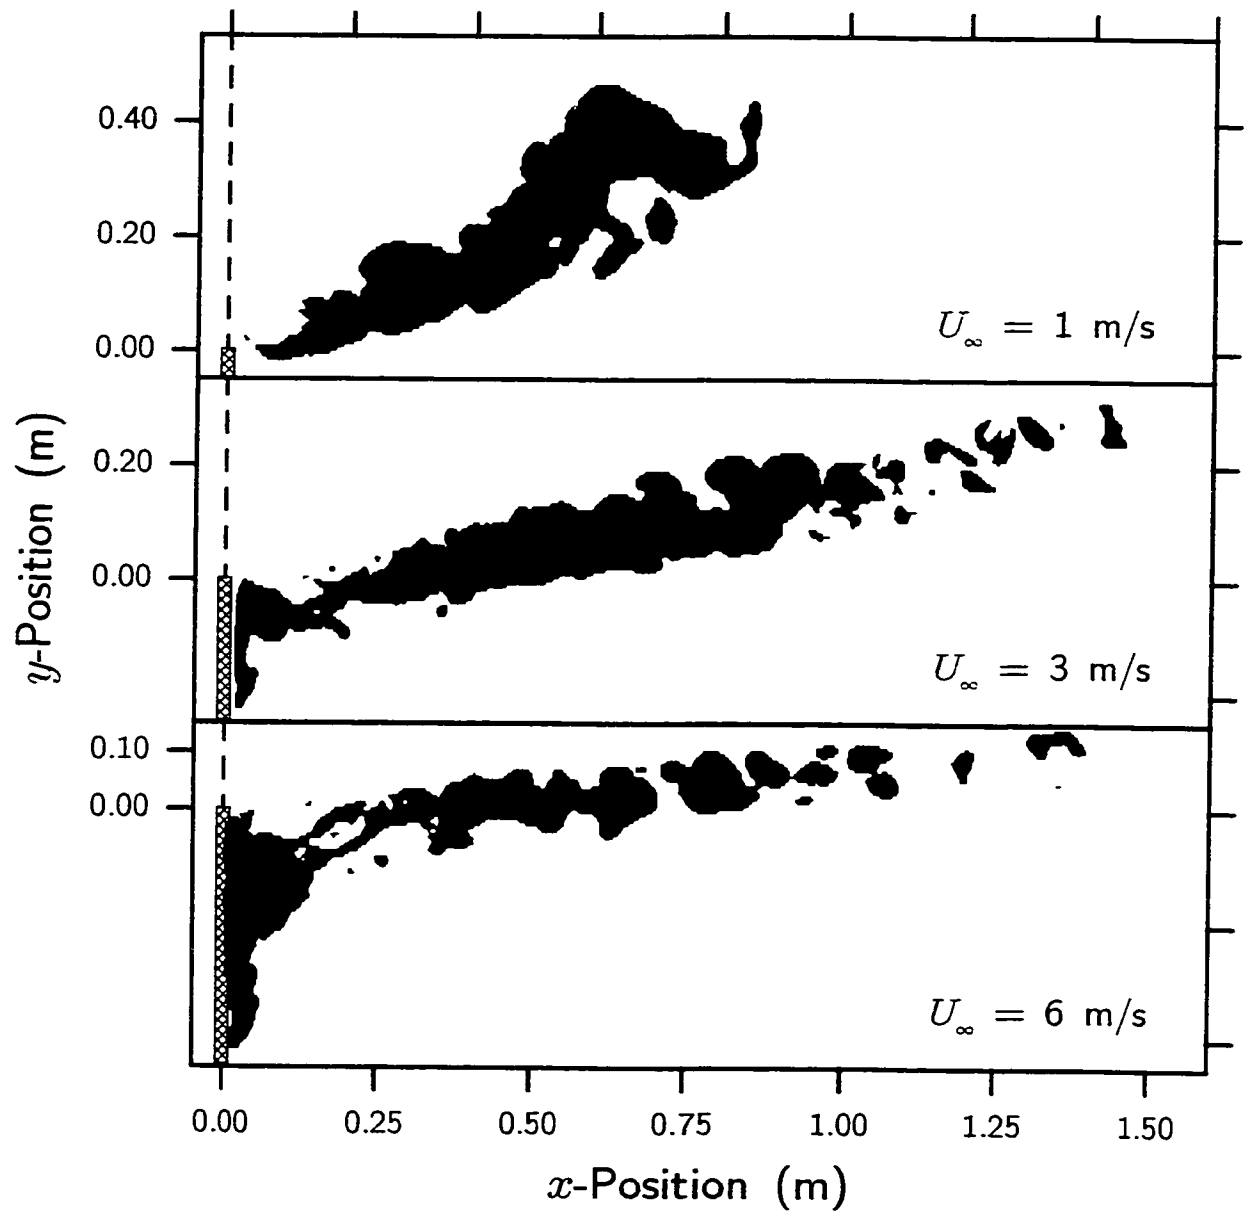 0.40
0.20
0.00
U∞ = 1 m/s
0.20
0.00
U∞ = 3 m/s
0.10
0.00
U∞ = 6 m/s
y-Position (m)
0.00 0.25 0.50 0.75 1.00 1.25 1.50
x-Position (m)